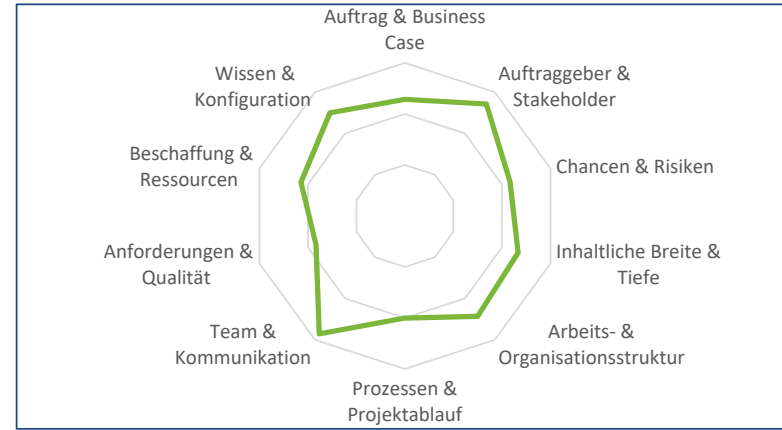 Auftrag & Business
Case
Auftraggeber &
Stakeholder
Chancen & Risiken
Inhaltliche Breite &
Tiefe
Arbeits- &
Organisationsstruktur
Prozessen &
Projektablauf
Team &
Kommunikation
Anforderungen &
Qualität
Beschaffung &
Ressourcen
Wissen &
Konfiguration